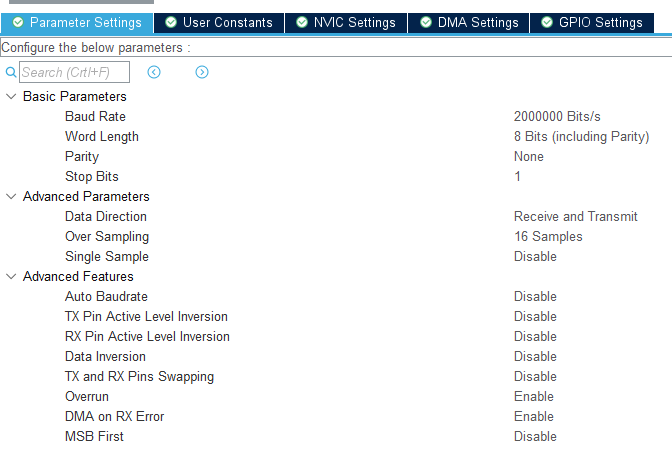 Parameter Settings User Constants NVIC Settings DMA Settings GPIO Settings
Configure the below parameters :
Search (Crtl+F)
Basic Parameters
Baud Rate 2000000 Bits/s
Word Length 8 Bits (including Parity)
Parity None
Stop Bits 1
Advanced Parameters
Data Direction Receive and Transmit
Over Sampling 16 Samples
Single Sample Disable
Advanced Features
Auto Baudrate Disable
TX Pin Active Level Inversion Disable
RX Pin Active Level Inversion Disable
Data Inversion Disable
TX and RX Pins Swapping Disable
Overrun Enable
DMA on RX Error Enable
MSB First Disable